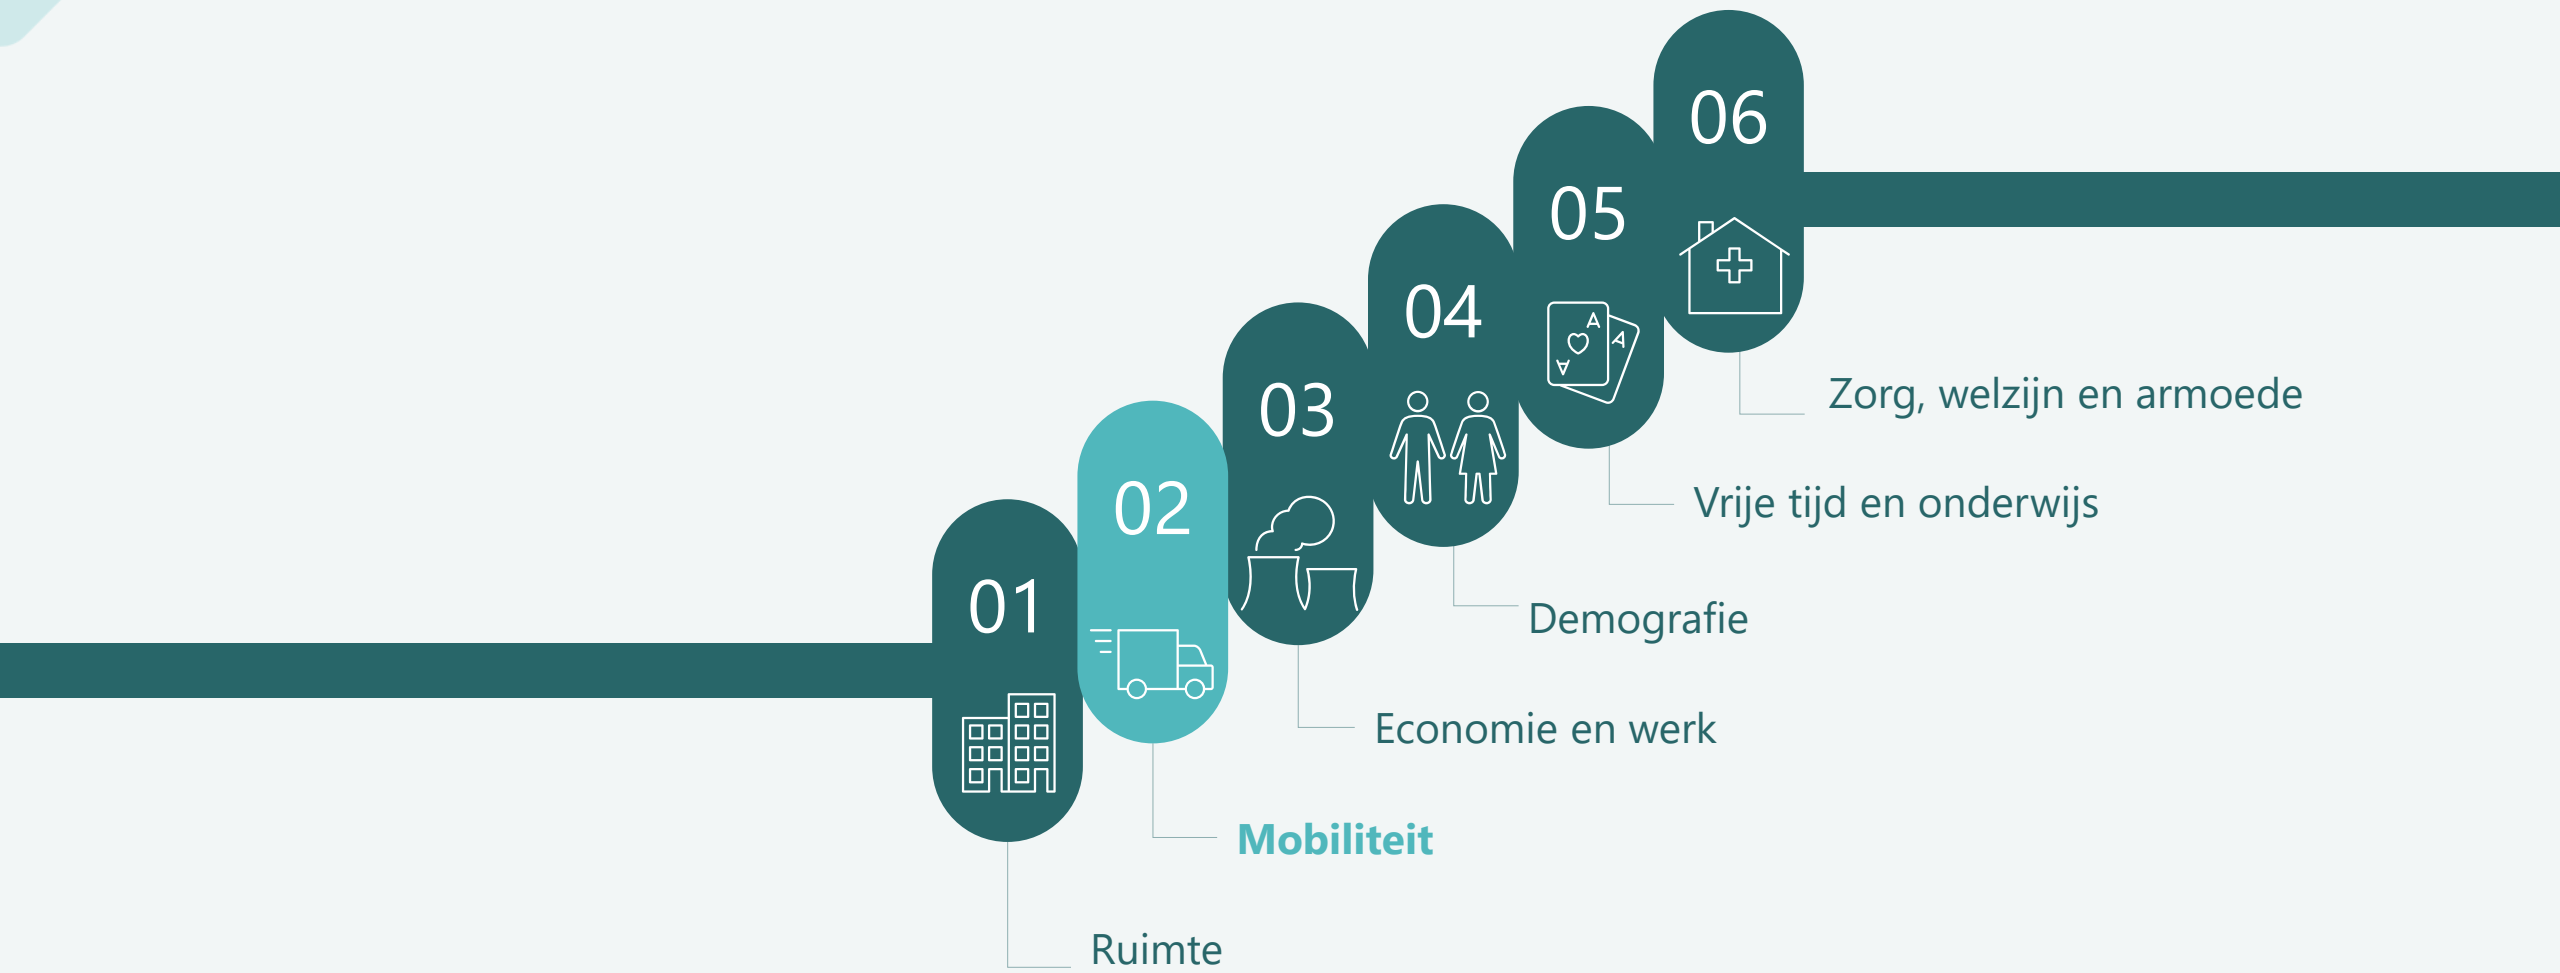 06
05
04
03
02
01
A
A
A
Zorg, welzijn en armoede
Vrije tijd en onderwijs
Demografie
Economie en werk
Mobiliteit
Ruimte